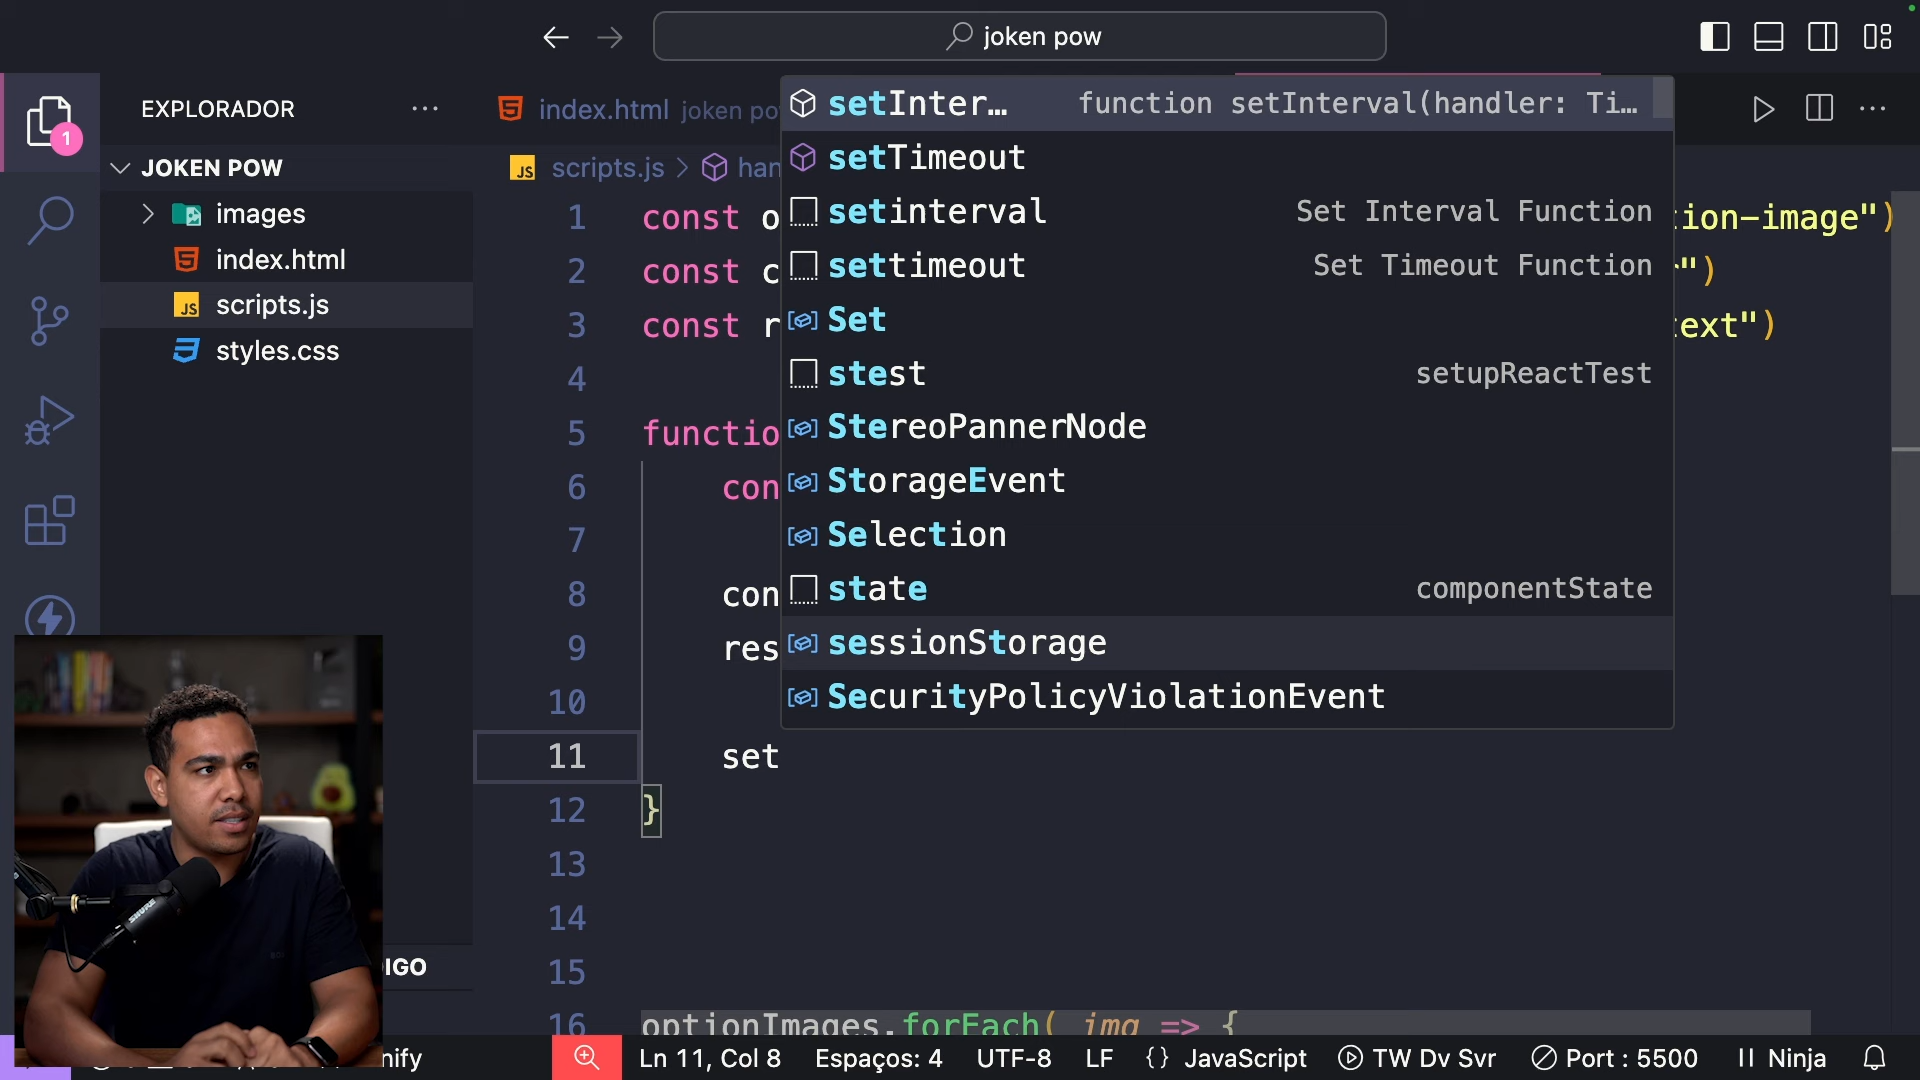 joken pow
EXPLORADOR
1
index.html joken po
JOKEN POW
images
index.html
scripts.js
styles.css
scripts.js > han
setInter… function setInterval(handler: Ti…
setTimeout
setinterval Set Interval Function
settimeout Set Timeout Function
Set
stest setupReactTest
StereoPannerNode
StorageEvent
Selection
state componentState
sessionStorage
SecurityPolicyViolationEvent
1 const o tion-image")
2 const c ")
3 const r text")
4
5 functio
6 con
7
8 con
9 res
10
11 set
12 }
13
14
15
16 optionImages.forEach( img => {
IGO
SHURE
nify
Ln 11, Col 8 Espaços: 4 UTF-8 LF {} JavaScript TW Dv Svr Port : 5500 Ninja